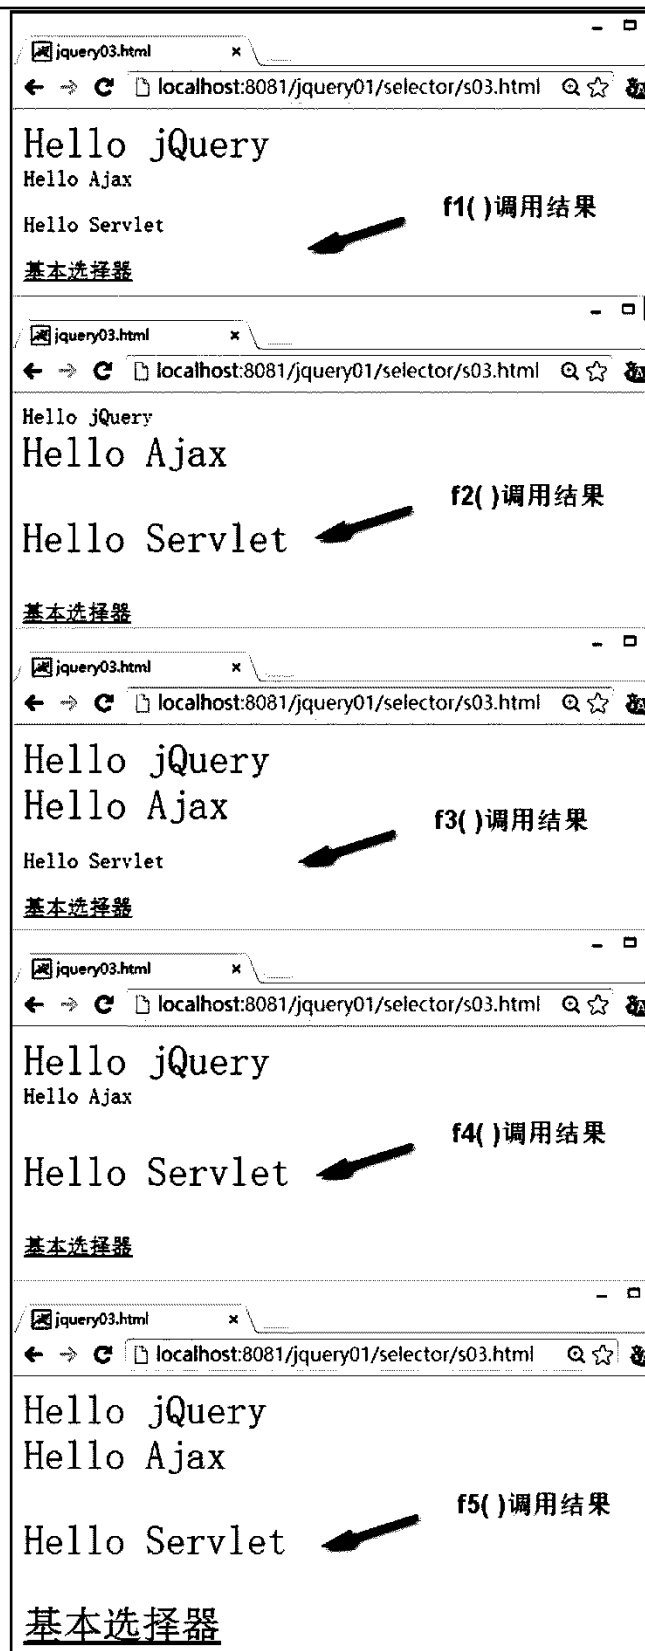 jquery03.html
localhost:8081/jquery01/selector/s03.html
Hello jQuery
Hello Ajax
f1( )调用结果
Hello Servlet
基本选择器
jquery03.html
localhost:8081/jquery01/selector/s03.html
Hello jQuery
Hello Ajax
f2( )调用结果
Hello Servlet
基本选择器
jquery03.html
localhost:8081/jquery01/selector/s03.html
Hello jQuery
Hello Ajax
f3( )调用结果
Hello Servlet
基本选择器
jquery03.html
localhost:8081/jquery01/selector/s03.html
Hello jQuery
Hello Ajax
f4( )调用结果
Hello Servlet
基本选择器
jquery03.html
localhost:8081/jquery01/selector/s03.html
Hello jQuery
Hello Ajax
f5( )调用结果
Hello Servlet
基本选择器